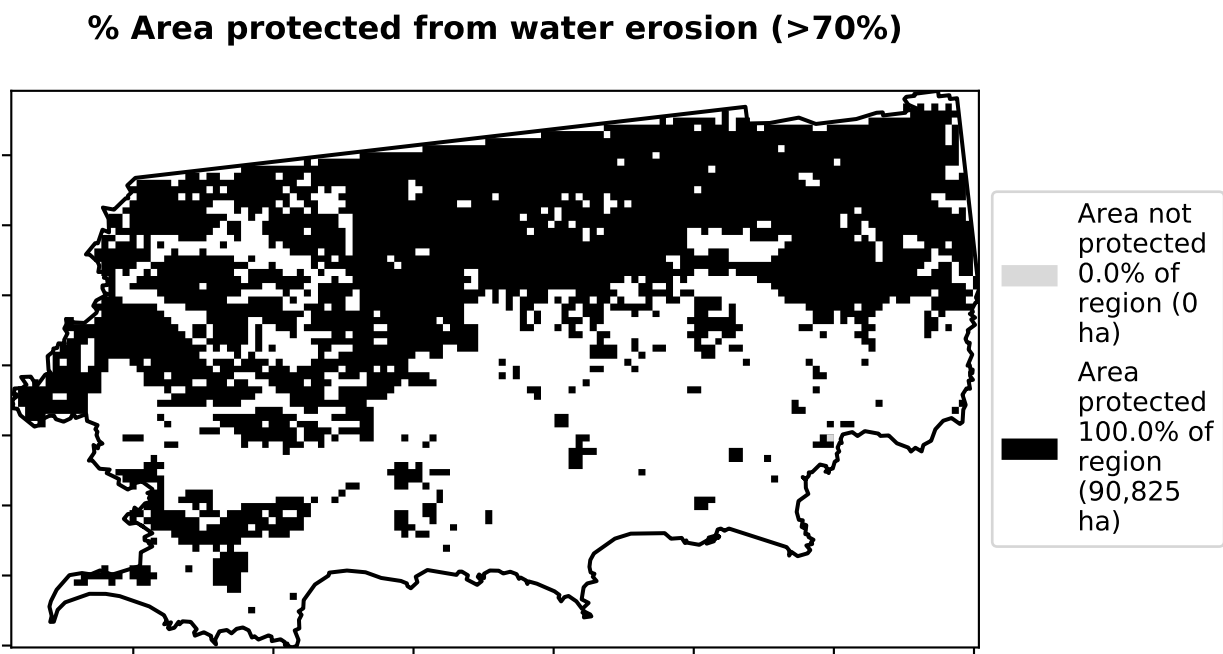 % Area protected from water erosion (>70%)
Area not
protected
0.0% of
region (0
ha)
Area
protected
100.0% of
region
(90,825
ha)